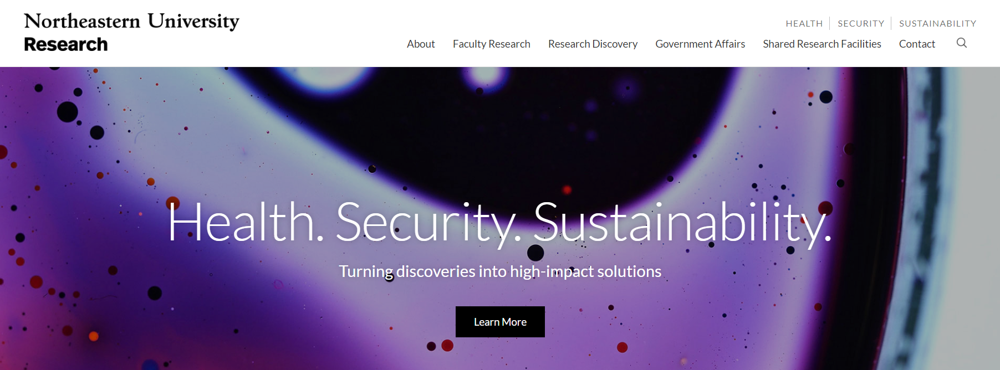 Northeastern University
Research
HEALTH SECURITY SUSTAINABILITY
About Faculty Research Research Discovery Government Affairs Shared Research Facilities Contact
Health. Security. Sustainability.
Turning discoveries into high-impact solutions
Learn More